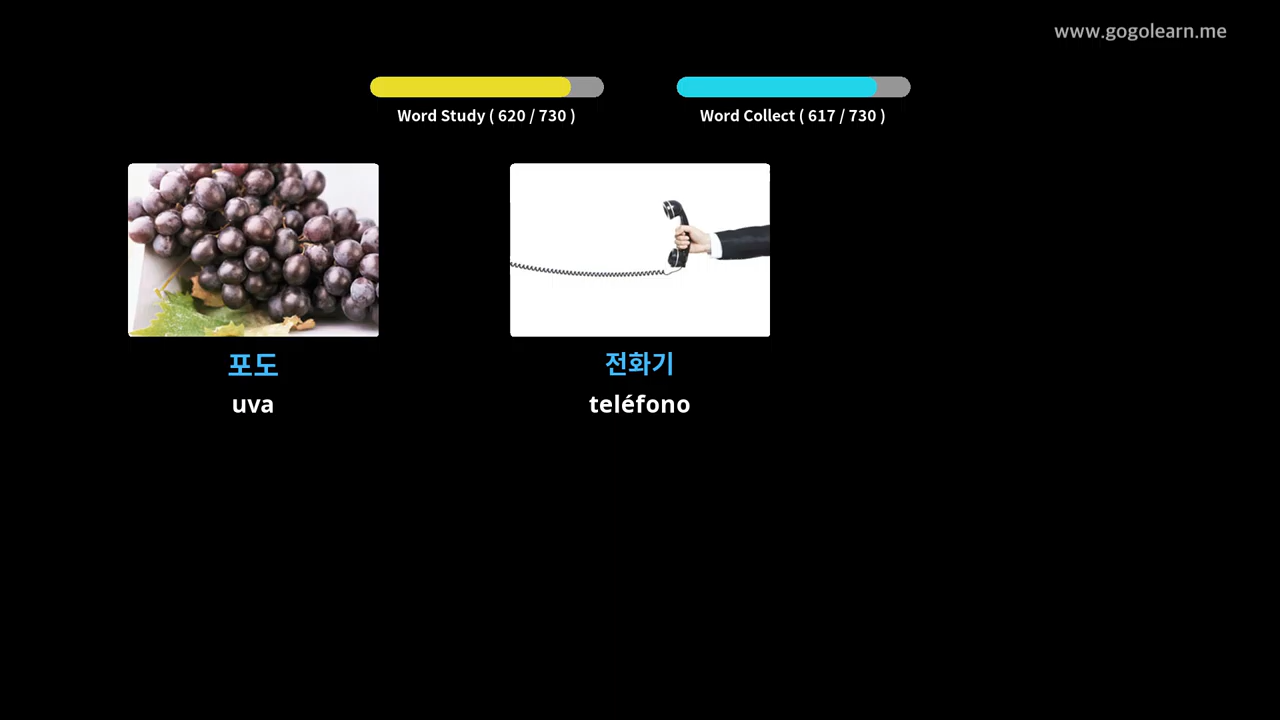 www.gogolearn.me
Word Study ( 620 / 730 )
Word Collect ( 617 / 730 )
포도
uva
전화기
teléfono